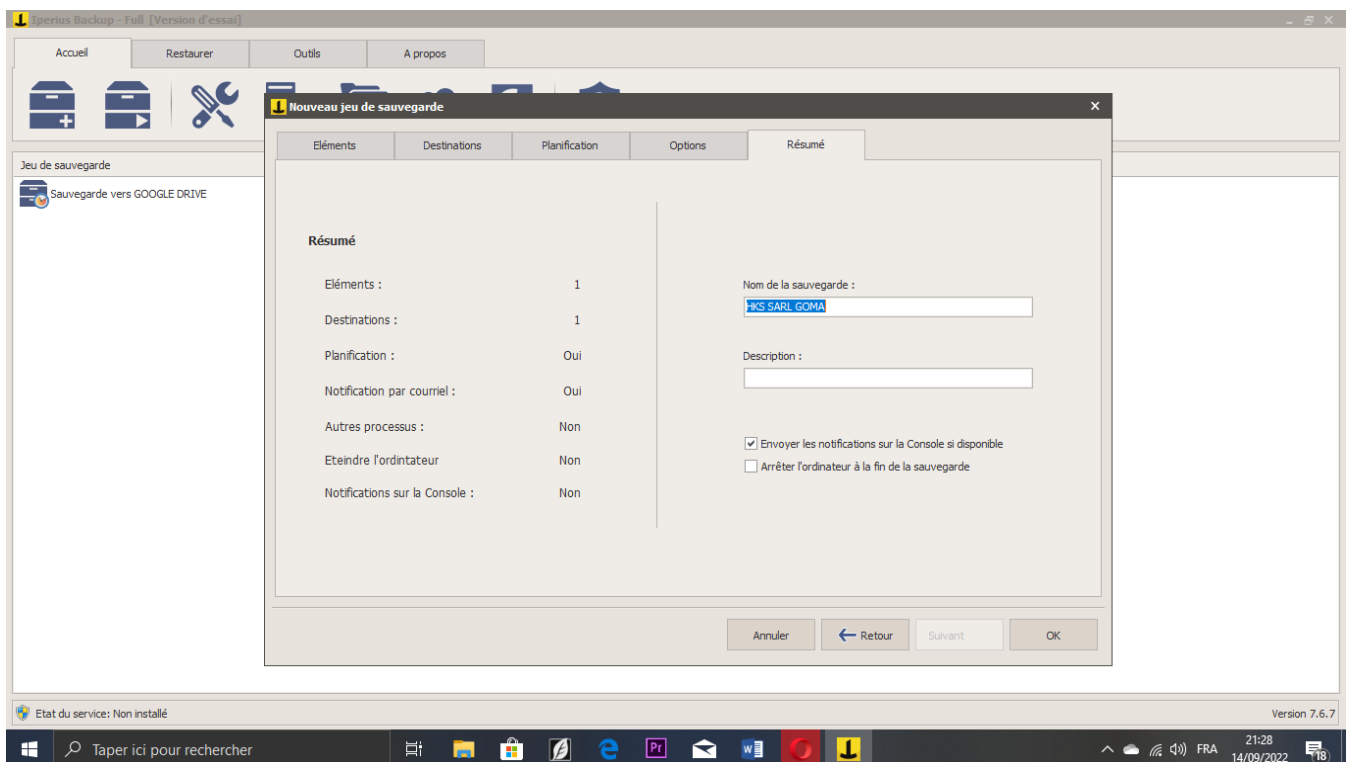 Iperius Backup - Full [Version d'essai]
Accueil Restaurer Outils A propos
Nouveau jeu de sauvegarde
Eléments Destinations Planification Options Résumé
Jeu de sauvegarde
Sauvegarde vers GOOGLE DRIVE
Résumé
Eléments : 1
Destinations : 1
Planification : Oui
Notification par courriel : Oui
Autres processus : Non
Eteindre l'ordintateur Non
Notifications sur la Console : Non
Nom de la sauvegarde :
HKS SARL GOMA
Description :
Envoyer les notifications sur la Console si disponible
Arrêter l'ordinateur à la fin de la sauvegarde
Annuler Retour Suivant OK
Etat du service: Non installé Version 7.6.7
Taper ici pour rechercher Pr W FRA 21:28
14/09/2022 18